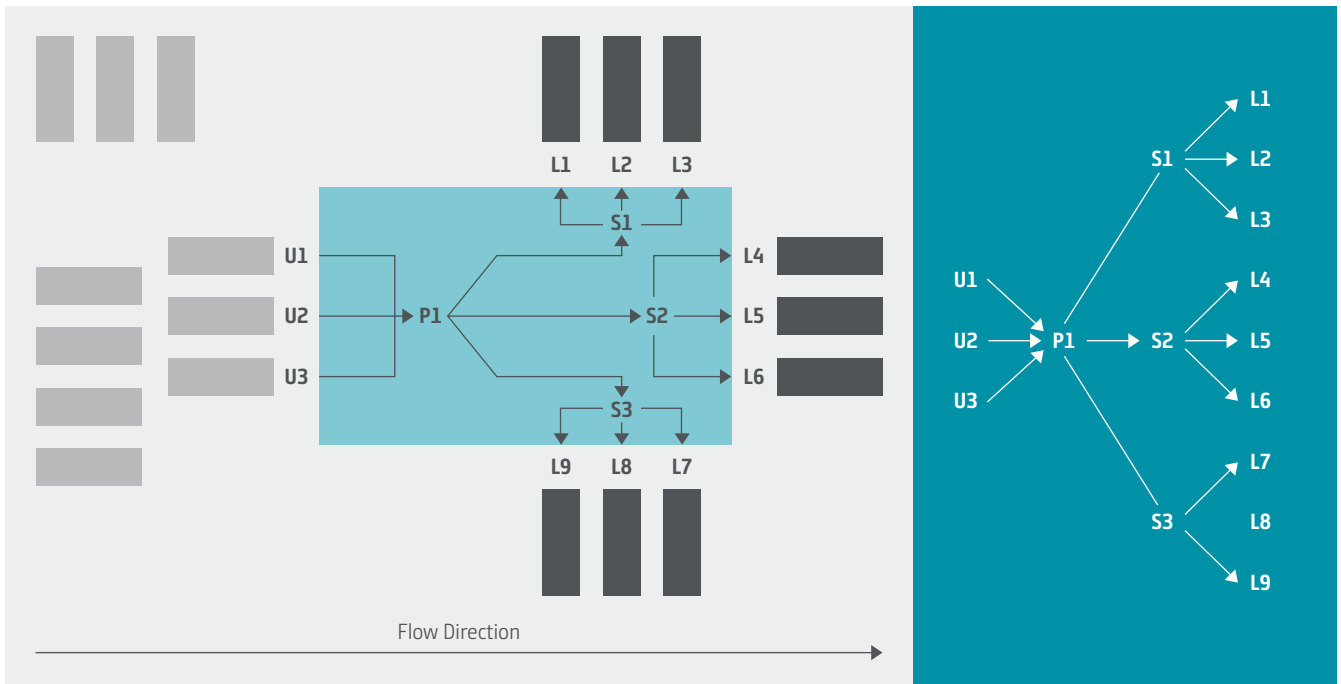 L1 L2 L3
S1
U1 L4
U2 P1 S2 L5
U3 L6
S3
L9 L8 L7
Flow Direction
L1
S1 L2
L3
L4
U1
U2 P1 S2 L5
U3 L6
L7
S3 L8
L9